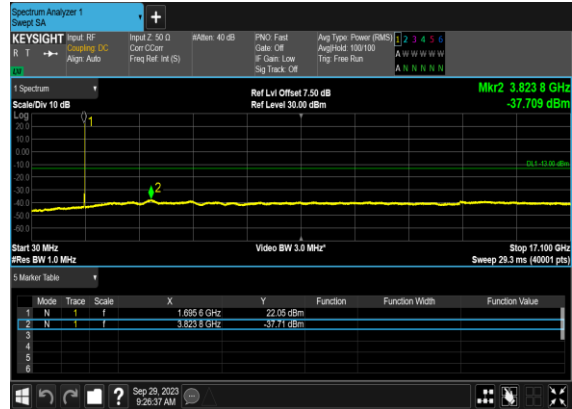 Spectrum Analyzer 1
Swept SA
KEYSIGHT Input: RF Input Z: 50 Ω #Atten: 40 dB PNO: Fast Avg Type: Power (RMS) 1 2 3 4 5 6
R T Coupling: DC Corr CCorr Gate: Off Avg|Hold: 100/100 A W W W W W
Align: Auto Freq Ref: Int (S) IF Gain: Low Trig: Free Run
LW Sig Track: Off A N N N N N
1 Spectrum Ref Lvl Offset 7.50 dB Mkr2 3.823 8 GHz
Scale/Div 10 dB Ref Level 30.00 dBm -37.709 dBm
Log
1
20.0
10.0
0.00
-10.0
DL1 -13.00 dBm
-20.0
-30.0
2
-40.0
-50.0
-60.0
Start 30 MHz Video BW 3.0 MHz* Stop 17.100 GHz
#Res BW 1.0 MHz Sweep 29.3 ms (40001 pts)
5 Marker Table
Mode Trace Scale X Y Function Function Width Function Value
1 N 1 f 1.695 6 GHz 22.05 dBm
2 N 1 f 3.823 8 GHz -37.71 dBm
3
4
5
6
? Sep 29, 2023
9:26:37 AM